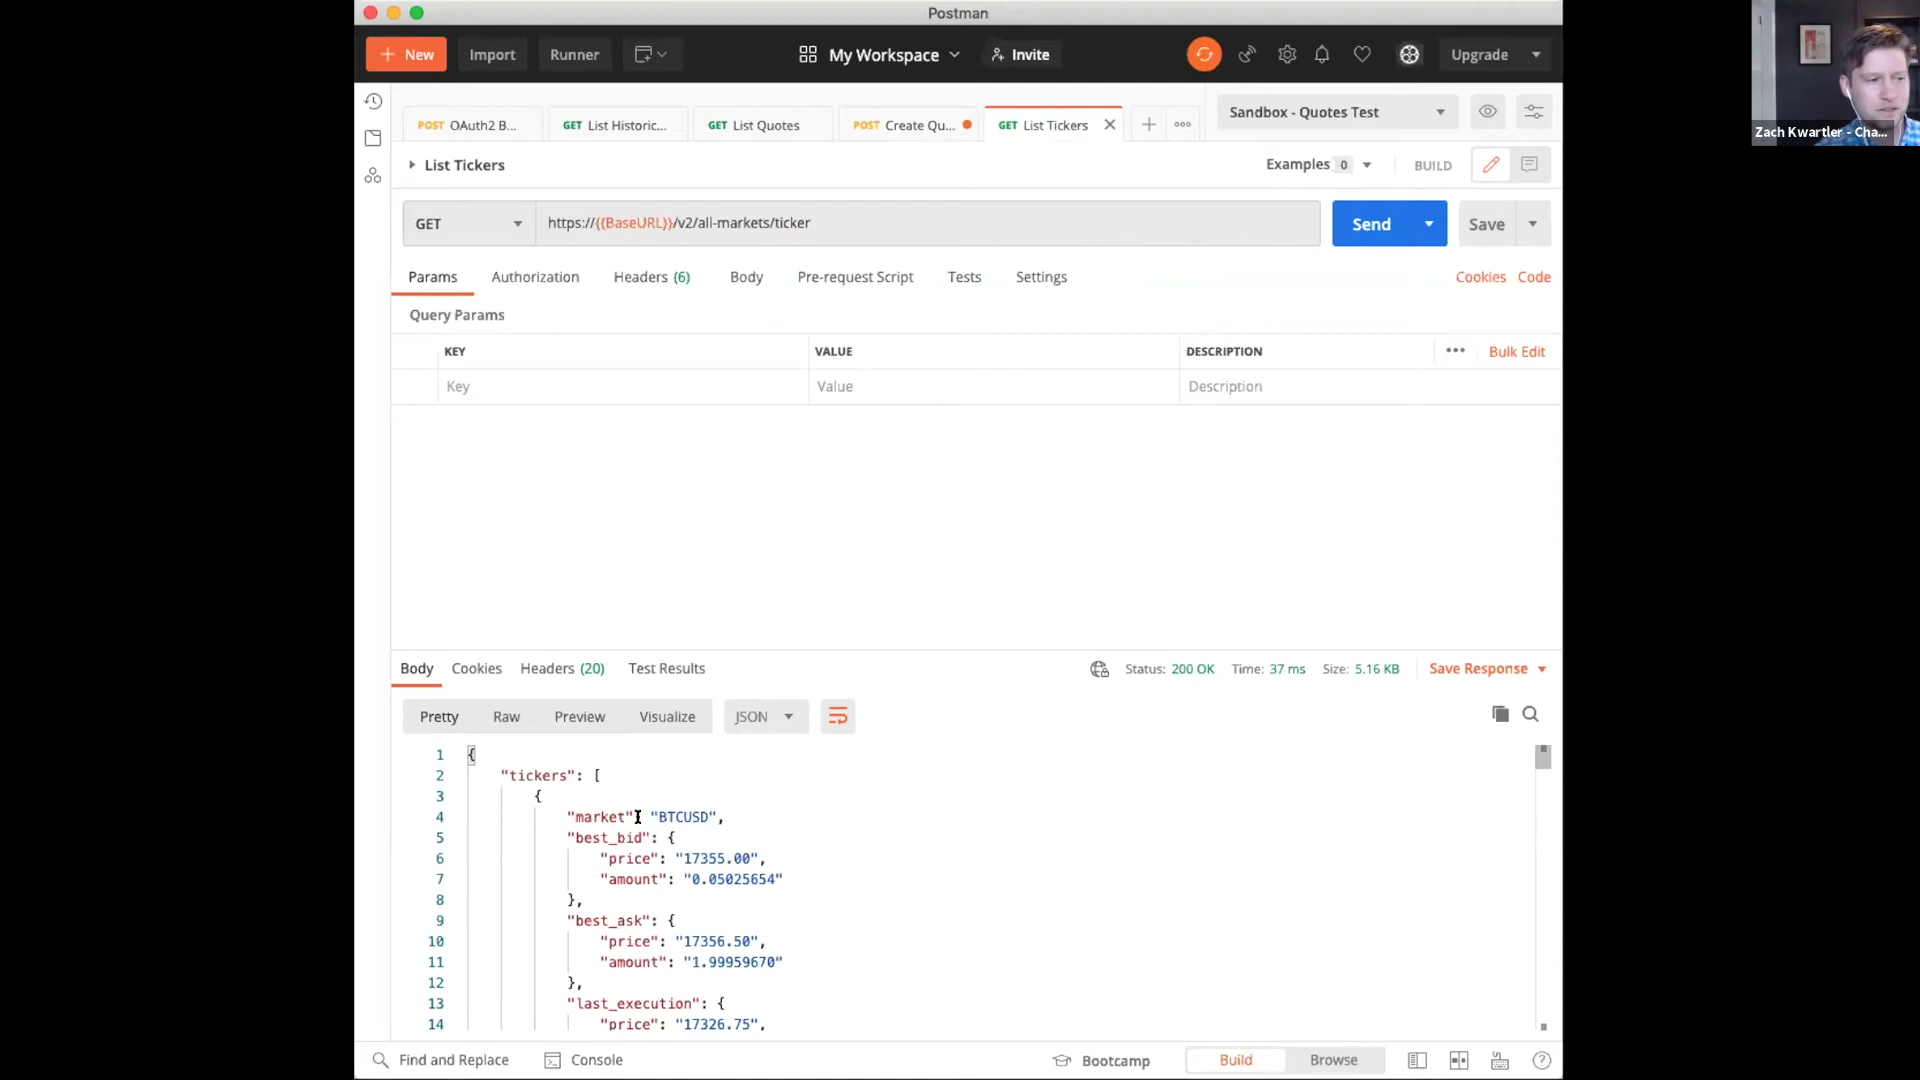 Postman
New
Import
Runner
My Workspace
Invite
Upgrade
POST OAuth2 B...
GET List Historic...
GET List Quotes
POST Create Qu...
GET List Tickers
Sandbox - Quotes Test
Zach Kwartler - Cha...
List Tickers
Examples 0
BUILD
GET
https://{{BaseURL}}/v2/all-markets/ticker
Send
Save
Params
Authorization
Headers (6)
Body
Pre-request Script
Tests
Settings
Cookies
Code
Query Params
KEY
VALUE
DESCRIPTION
Bulk Edit
Key
Value
Description
Body
Cookies
Headers (20)
Test Results
Status: 200 OK
Time: 37 ms
Size: 5.16 KB
Save Response
Pretty
Raw
Preview
Visualize
JSON
1 {
2 "tickers": [
3 {
4 "market": "BTCUSD",
5 "best_bid": {
6 "price": "17355.00",
7 "amount": "0.05025654"
8 },
9 "best_ask": {
10 "price": "17356.50",
11 "amount": "1.99959670"
12 },
13 "last_execution": {
14 "price": "17326.75",
Find and Replace
Console
Bootcamp
Build
Browse